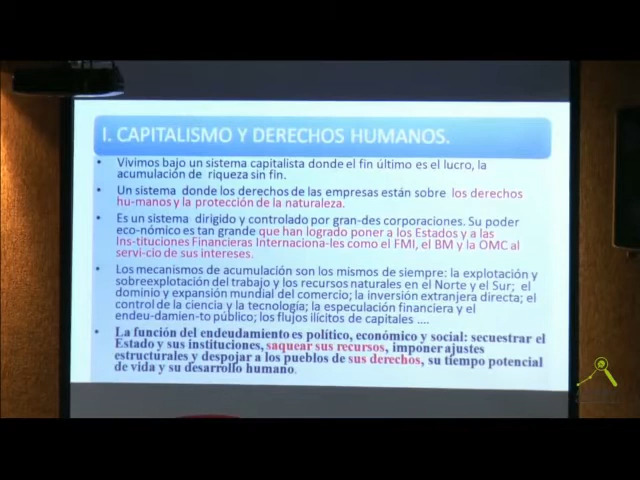 I. CAPITALISMO Y DERECHOS HUMANOS.
• Vivimos bajo un sistema capitalista donde el fin último es el lucro, la
acumulación de riqueza sin fin.
• Un sistema donde los derechos de las empresas están sobre los derechos
hu-manos y la protección de la naturaleza.
• Es un sistema dirigido y controlado por gran-des corporaciones. Su poder
eco-nómico es tan grande que han logrado poner a los Estados y a las
Ins-tituciones Financieras Internaciona-les como el FMI, el BM y la OMC al
servi-cio de sus intereses.
• Los mecanismos de acumulación son los mismos de siempre: la explotación y
sobreexplotación del trabajo y los recursos naturales en el Norte y el Sur; el
dominio y expansión mundial del comercio; la inversión extranjera directa; el
control de la ciencia y la tecnología; la especulación financiera y el
endeu-damien-to público; los flujos ilícitos de capitales ....
• La función del endeudamiento es político, económico y social: secuestrar el
Estado y sus instituciones, saquear sus recursos, imponer ajustes
estructurales y despojar a los pueblos de sus derechos, su tiempo potencial
de vida y su desarrollo humano.